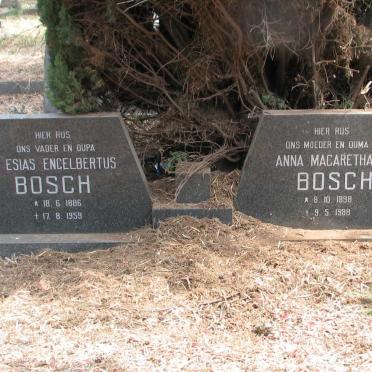 HIER RUS
ONS VADER EN OUPA
ESIAS ENGELBERTUS
BOSCH
* 18.6.1886
† 17.8.1959
HIER RUS
ONS MOEDER EN OUMA
ANNA MAGARETHA
BOSCH
* 8.10.1898
† 9.5.1989